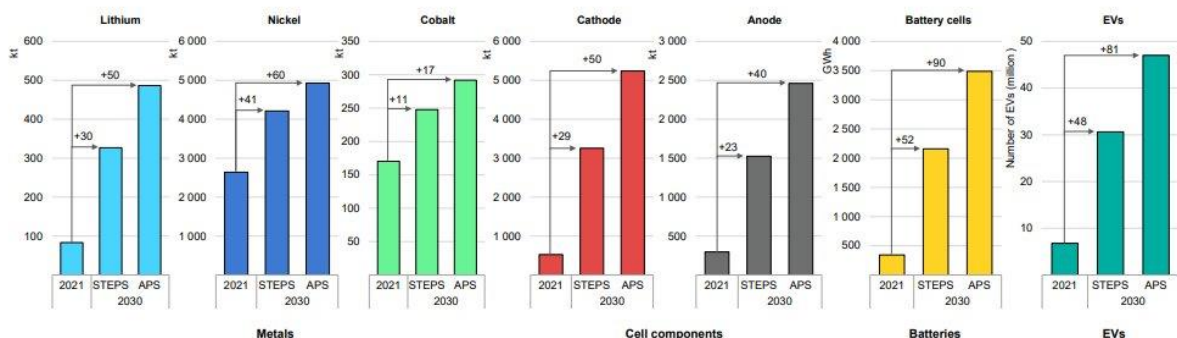 Lithium
kt
600
500
400
300
200
100
+50
+30
2021 STEPS APS
2030
Nickel
kt
6 000
5 000
4 000
3 000
2 000
1 000
+60
+41
2021 STEPS APS
2030
Cobalt
kt
350
300
250
200
150
100
50
+17
+11
2021 STEPS APS
2030
Cathode
kt
6 000
5 000
4 000
3 000
2 000
1 000
+50
+29
2021 STEPS APS
2030
Anode
kt
3 000
2 500
2 000
1 500
1 000
500
+40
+23
2021 STEPS APS
2030
Battery cells
GWh
4 000
3 500
3 000
2 500
2 000
1 500
1 000
500
+90
+52
2021 STEPS APS
2030
EVs
Number of EVs (million )
50
40
30
20
10
+81
+48
2021 STEPS APS
2030
Metals
Cell components
Batteries
EVs